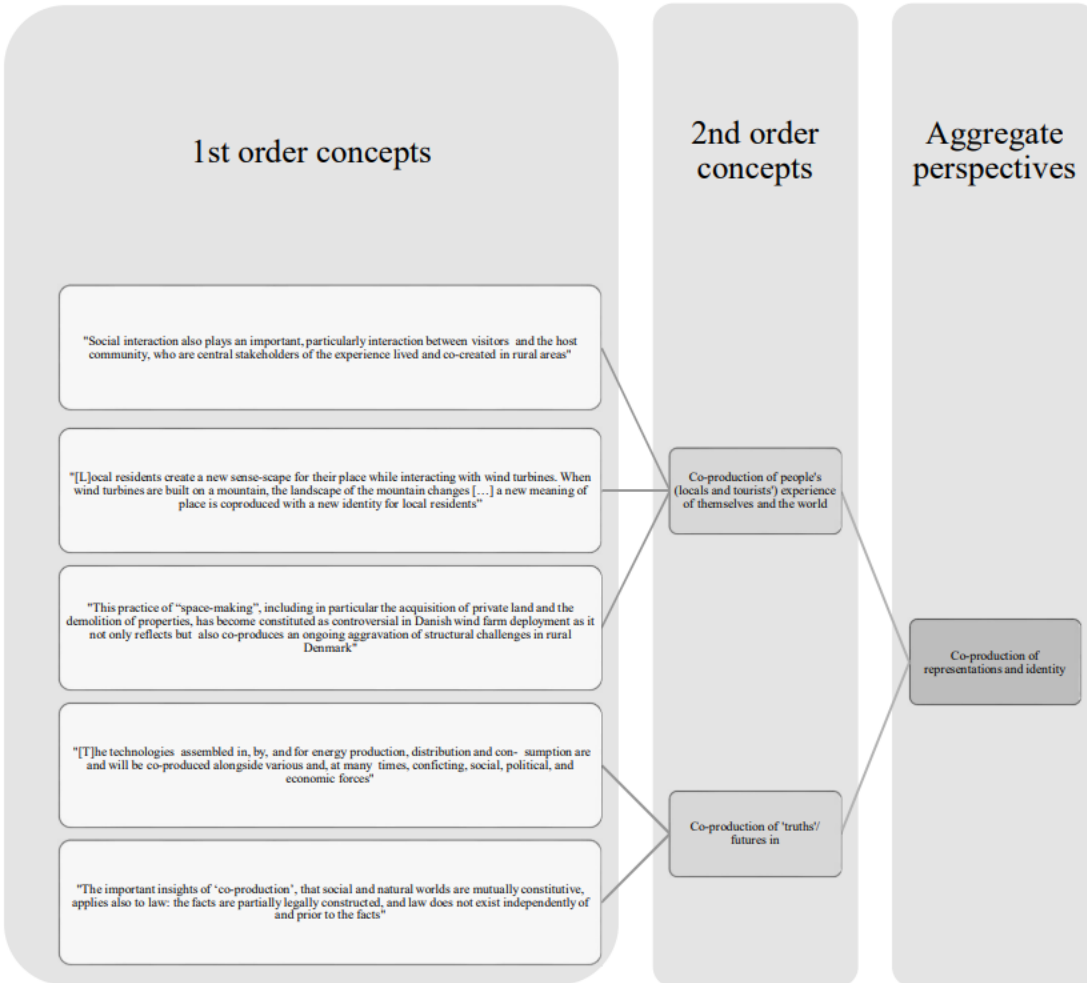 1st order concepts
2nd order
concepts
Aggregate
perspectives
"Social interaction also plays an important, particularly interaction between visitors and the host
community, who are central stakeholders of the experience lived and co-created in rural areas"
"[L]ocal residents create a new sense-scape for their place while interacting with wind turbines. When
wind turbines are built on a mountain, the landscape of the mountain changes […] a new meaning of
place is coproduced with a new identity for local residents"
"This practice of “space-making”, including in particular the acquisition of private land and the
demolition of properties, has become constituted as controversial in Danish wind farm deployment as it
not only reflects but also co-produces an ongoing aggravation of structural challenges in rural
Denmark"
"[T]he technologies assembled in, by, and for energy production, distribution and con- sumption are
and will be co-produced alongside various and, at many times, conficting, social, political, and
economic forces"
"The important insights of ‘co-production’, that social and natural worlds are mutually constitutive,
applies also to law: the facts are partially legally constructed, and law does not exist independently of
and prior to the facts"
Co-production of people's
(locals and tourists') experience
of themselves and the world
Co-production of 'truths'/
futures in
Co-production of
representations and identity